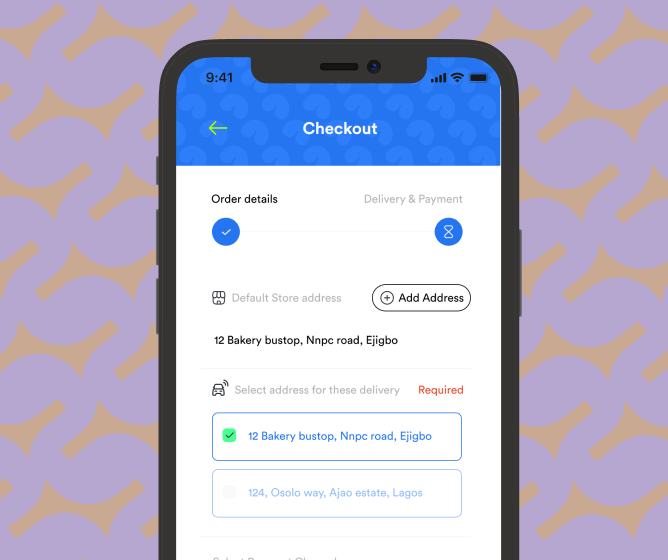 9:41
Checkout
Order details
Delivery & Payment
Default Store address
Add Address
12 Bakery bustop, Nnpc road, Ejigbo
Select address for these delivery
Required
12 Bakery bustop, Nnpc road, Ejigbo
124, Osolo way, Ajao estate, Lagos